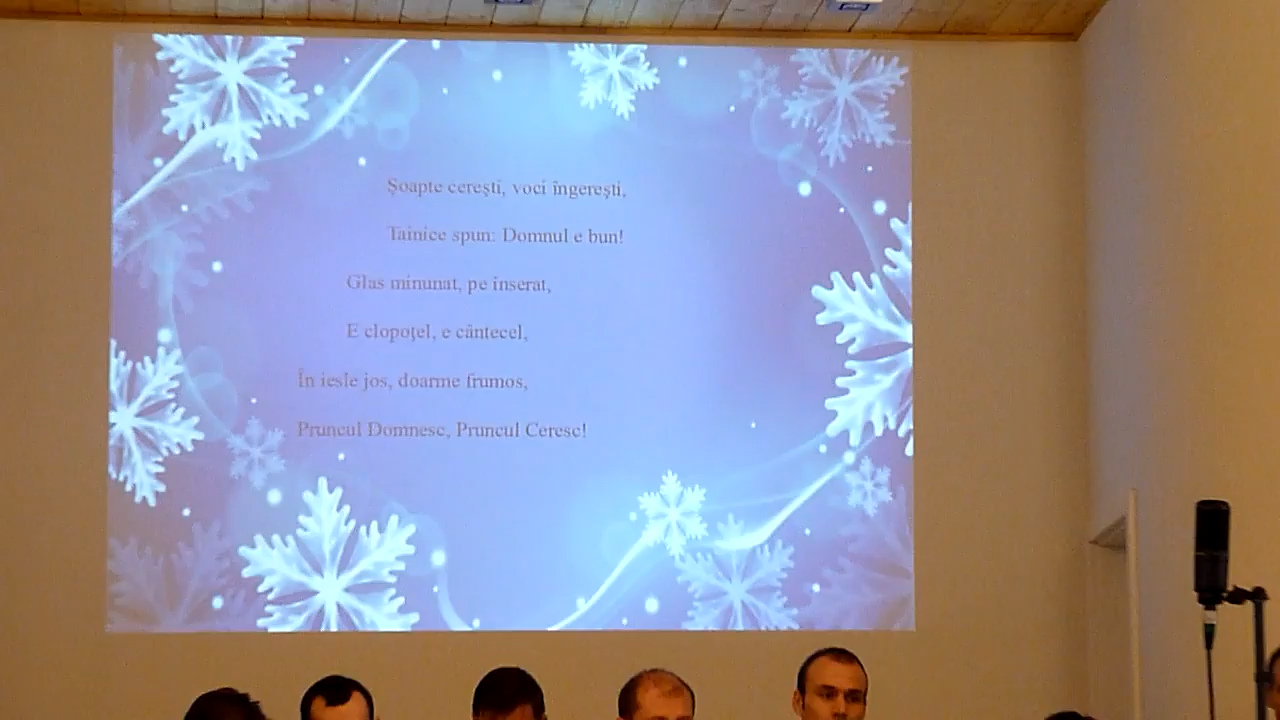 Şoapte cereşti, voci îngereşti,
Tainice spun: Domnul e bun!
Glas minunat, pe inserat,
E clopoţel, e cântecel,
În iesle jos, doarme frumos,
Pruncul Domnesc, Pruncul Ceresc!